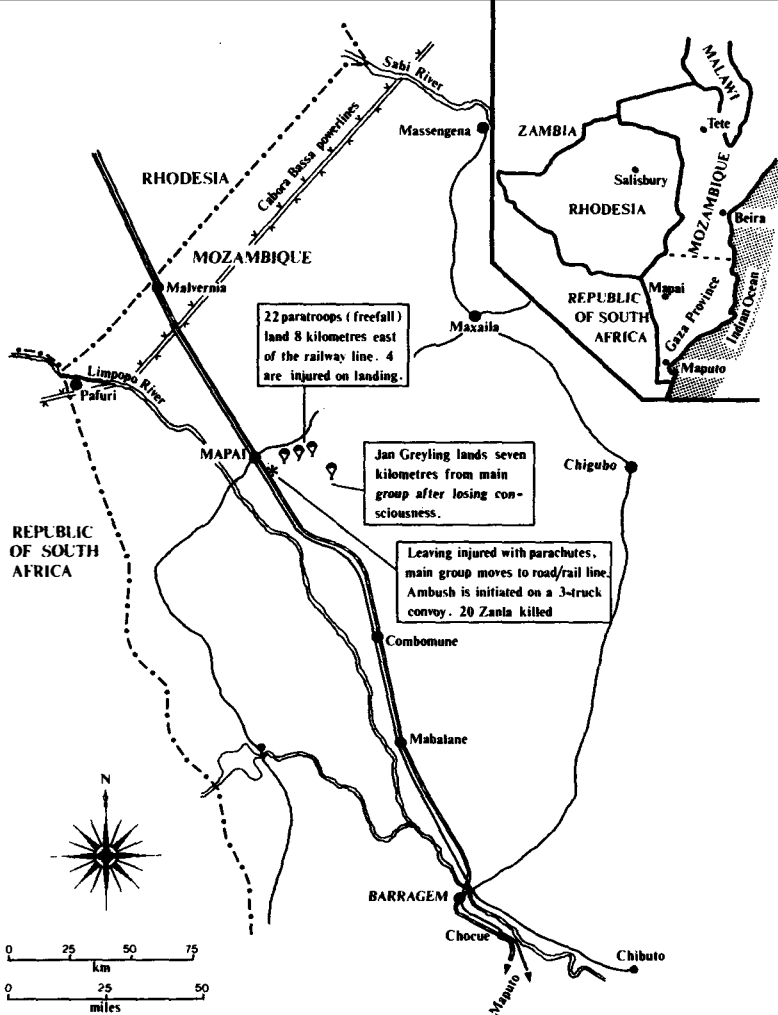 Sabi River
Massengena
Cabora Bassa powerlines
RHODESIA
MOZAMBIQUE
Malvernia
22 paratroops (freefall)
land 8 kilometres east
of the railway line. 4
are injured on landing.
Maxaila
Limpopo River
Pafuri
MAPAI
Jan Greyling lands seven
kilometres from main
group after losing con-
sciousness.
Chigubo
REPUBLIC
OF SOUTH
AFRICA
Leaving injured with parachutes,
main group moves to road/rail line.
Ambush is initiated on a 3-truck
convoy. 20 Zanla killed
Combomune
Mabalane
N
BARRAGEM
Chocue
Chibuto
Maputo
0 25 50 75
km
0 25 50
miles
MALAWI
ZAMBIA
Tete
Salisbury
MOZAMBIQUE
RHODESIA
Beira
Mapai
REPUBLIC
OF SOUTH
AFRICA
Gaza Province
Indian Ocean
Maputo